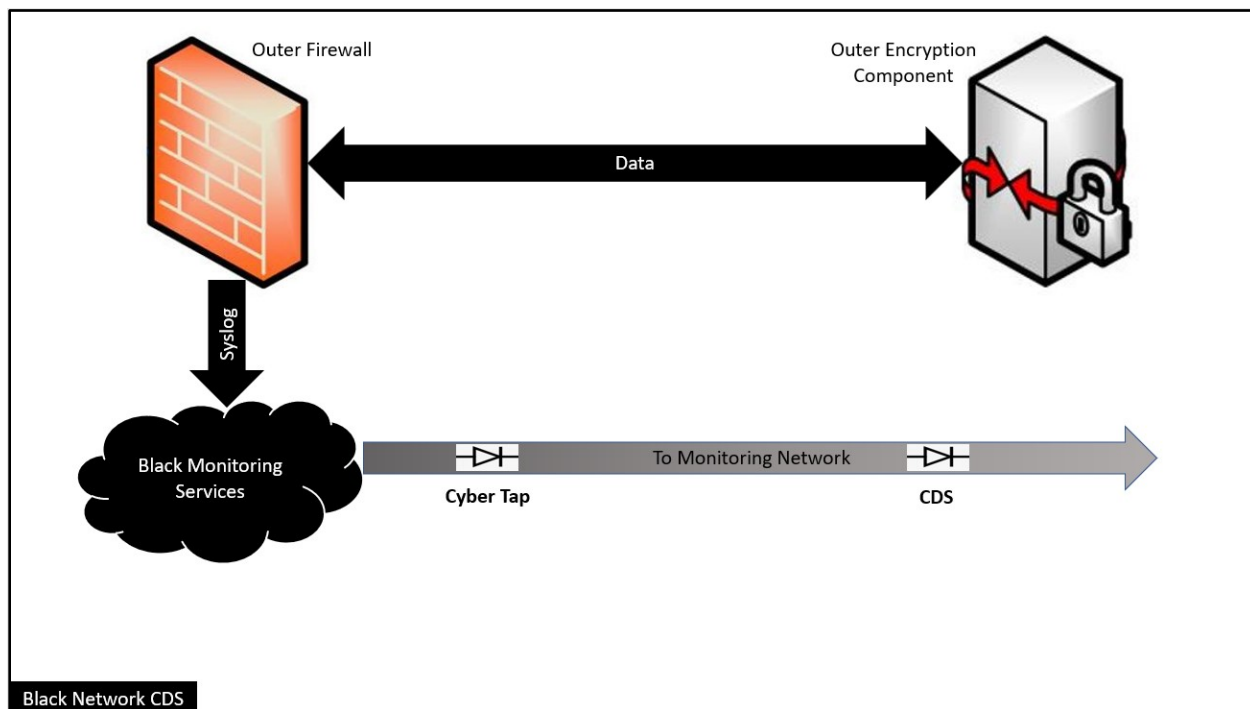 Outer Firewall
Outer Encryption
Component
Data
Syslog
Black Monitoring
Services
To Monitoring Network
Cyber Tap
CDS
Black Network CDS